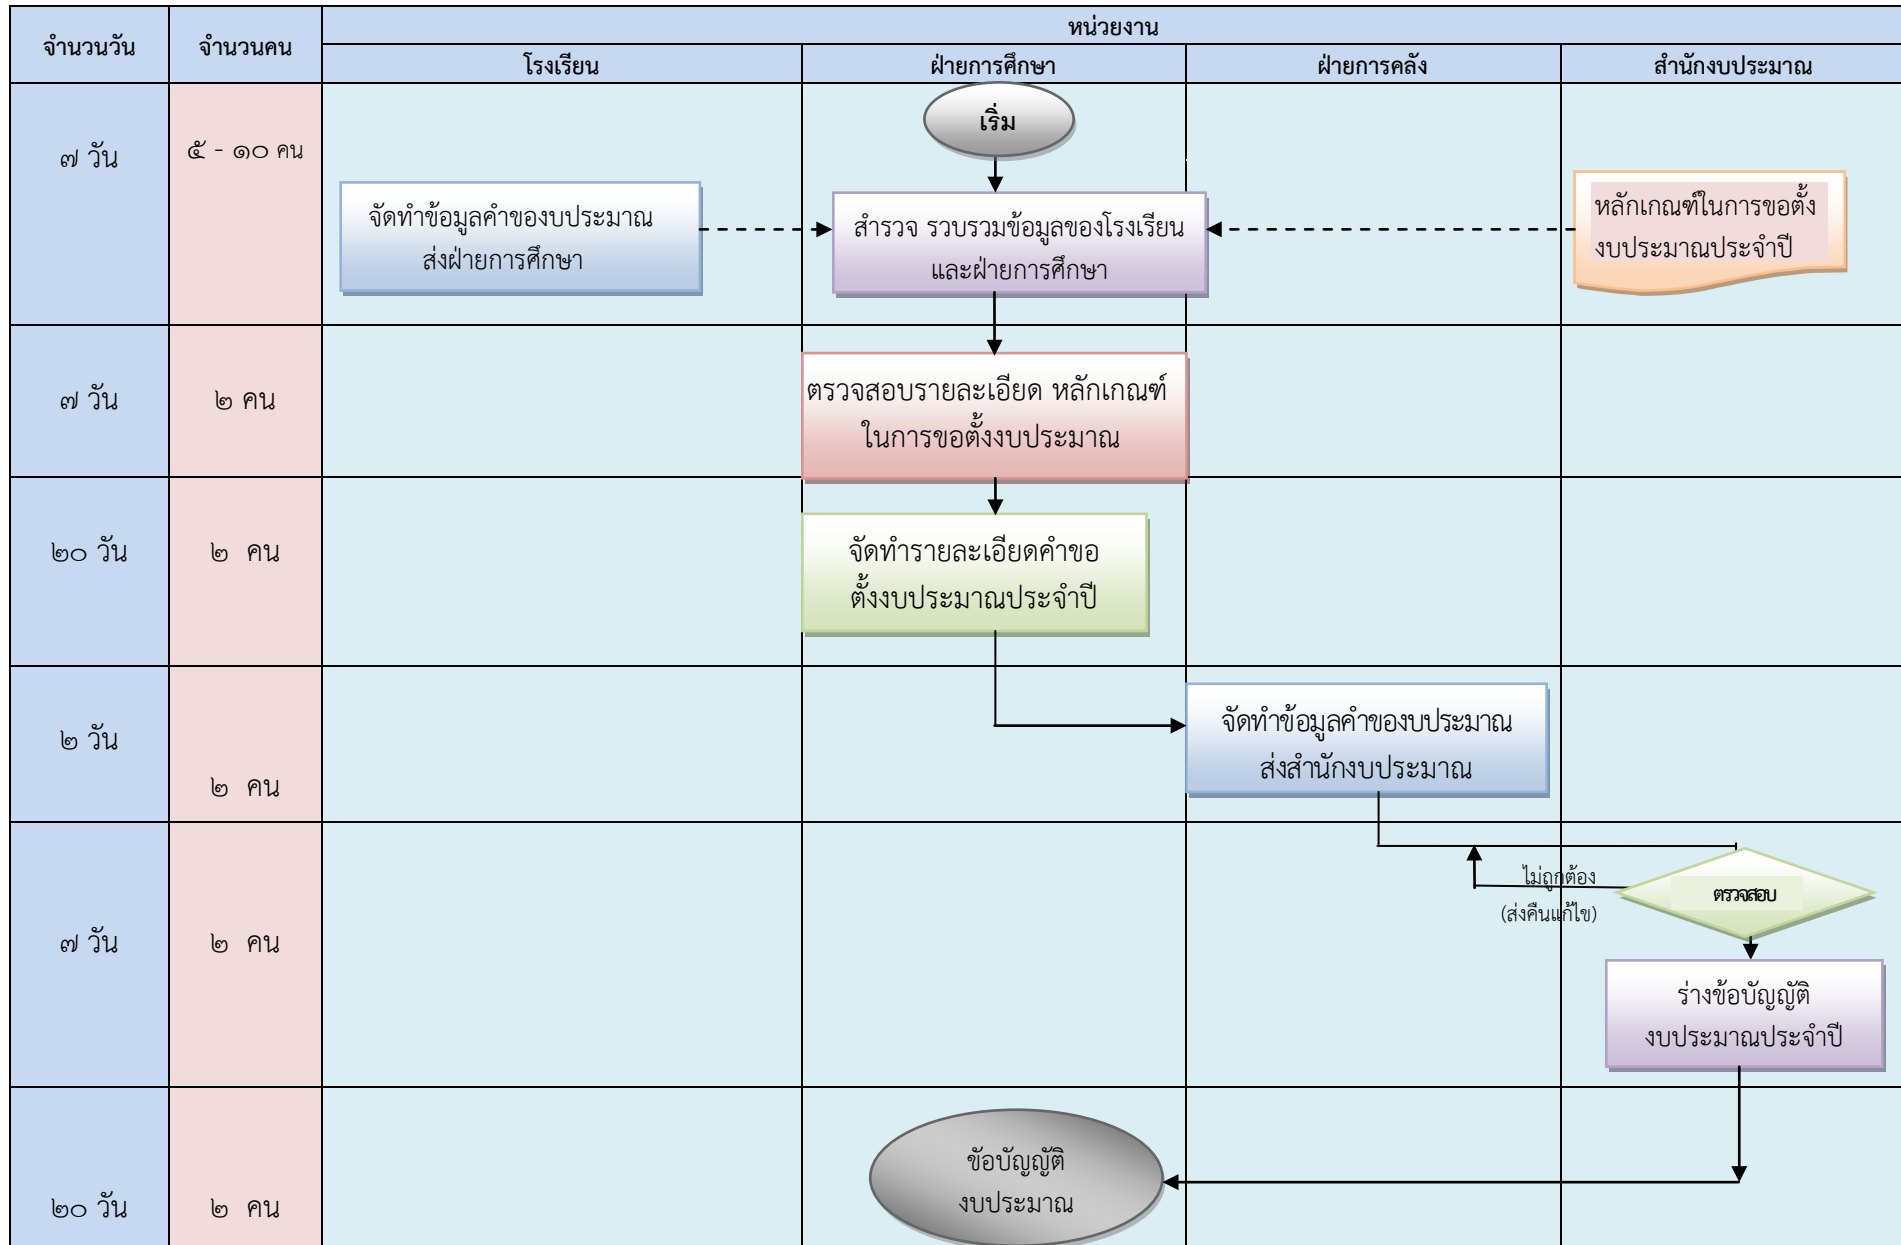 จำนวนวัน
จำนวนคน
หน่วยงาน
โรงเรียน
ฝ่ายการศึกษา
ฝ่ายการคลัง
สำนักงบประมาณ
เริ่ม
๗ วัน
๕ - ๑๐ คน
จัดทำข้อมูลคำของบประมาณ
ส่งฝ่ายการศึกษา
สำรวจ รวบรวมข้อมูลของโรงเรียน
และฝ่ายการศึกษา
หลักเกณฑ์ในการขอตั้ง
งบประมาณประจำปี
๗ วัน
๒ คน
ตรวจสอบรายละเอียด หลักเกณฑ์
ในการขอตั้งงบประมาณ
๒๐ วัน
๒ คน
จัดทำรายละเอียดคำขอ
ตั้งงบประมาณประจำปี
๒ วัน
๒ คน
จัดทำข้อมูลคำของบประมาณ
ส่งสำนักงบประมาณ
๗ วัน
๒ คน
ไม่ถูกต้อง
(ส่งคืนแก้ไข)
ตรวจสอบ
ร่างข้อบัญญัติ
งบประมาณประจำปี
๒๐ วัน
๒ คน
ข้อบัญญัติ
งบประมาณ